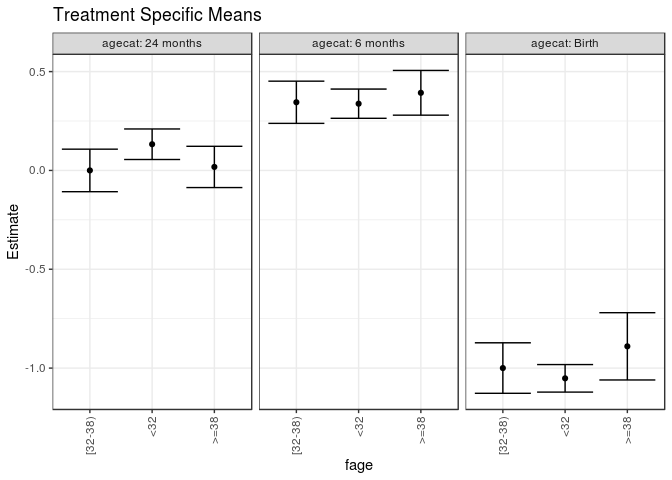 Treatment Specific Means
agecat: 24 months
agecat: 6 months
agecat: Birth
Estimate
0.5
0.0
-0.5
-1.0
[32-38)
<32
>=38
[32-38)
<32
>=38
[32-38)
<32
>=38
fage